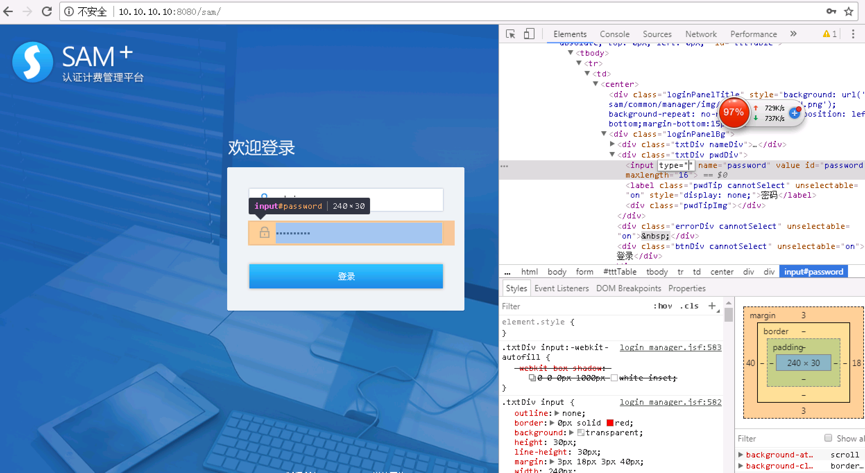 不安全 10.10.10.10:8080/sam/
SAM+
认证计费管理平台
欢迎登录
input#password 240×30
登录
Elements Console Sources Network Performance » 1
absolute; top: 0px; left: 0px;" id="tttTable">
▼<tbody>
▼<tr>
▼<td>
▼<center>
<div class="loginPanelTitle" style="background: url('
sam/common/manager/img/
.png');
background-repeat: no-
position: lef
bottom;margin-bottom:15
97% 729K/s
737K/s
▼<div class="loginPanelBg">
▶<div class="txtDiv nameDiv">…</div>
▼<div class="txtDiv pwdDiv">
… <input type="" name="password" value id="password
maxlength="16"> == $0
<label class="pwdTip cannotSelect" unselectable=
"on" style="display: none;">密码</label>
<div class="pwdTipImg"></div>
</div>
<div class="errorDiv cannotSelect" unselectable=
"on">&nbsp;</div>
<div class="btnDiv cannotSelect" unselectable="on">
登录</div>
… html body form #tttTable tbody tr td center div div input#password
Styles Event Listeners DOM Breakpoints Properties
Filter :hov .cls +
element.style {
}
.txtDiv input:-webkit-autofill { login_manager.jsf:583
-webkit-box-shadow:
0 0 0px 1000px white inset;
}
.txtDiv input { login_manager.jsf:582
outline:▶ none;
border:▶ 0px solid red;
background:▶ transparent;
height: 30px;
line-height: 30px;
margin:▶ 3px 18px 3px 40px;
width: 240px;
margin 3
border –
padding –
40 – – 240 × 30 – – 18
–
–
3
Filter Show al
▶background-at… scroll
▶background-cl… border-